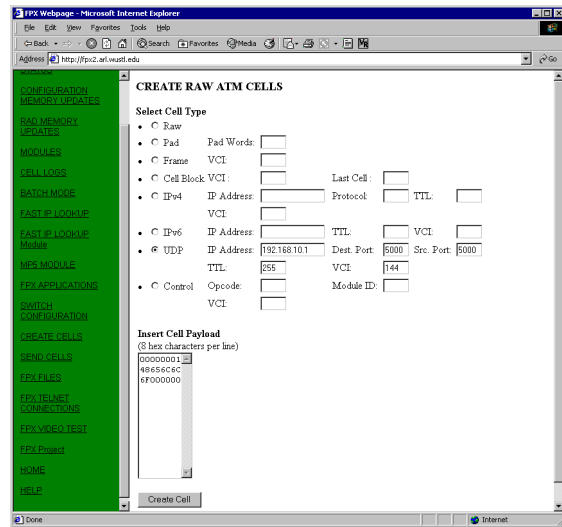 FPX Webpage - Microsoft Internet Explorer
File Edit View Favorites Tools Help
Back Search Favorites Media
Address http://fpx2.arl.wustl.edu Go
STATUS
CONFIGURATION
MEMORY UPDATES
RAD MEMORY
UPDATES
MODULES
CELL LOGS
BATCH MODE
FAST IP LOOKUP
FAST IP LOOKUP
Module
MP5 MODULE
FPX APPLICATIONS
SWITCH
CONFIGURATION
CREATE CELLS
SEND CELLS
FPX FILES
FPX TELNET
CONNECTIONS
FPX VIDEO TEST
FPX Project
HOME
HELP
CREATE RAW ATM CELLS
Select Cell Type
Raw
Pad Pad Words:
Frame VCI:
Cell Block VCI : Last Cell :
IPv4 IP Address: Protocol: TTL:
VCI:
IPv6 IP Address: TTL: VCI:
UDP IP Address: 192.168.10.1 Dest. Port: 5000 Src. Port: 5000
TTL: 255 VCI: 144
Control Opcode: Module ID:
VCI:
Insert Cell Payload
(8 hex characters per line)
00000001
48656C6C
6F000000
Create Cell
Done Internet